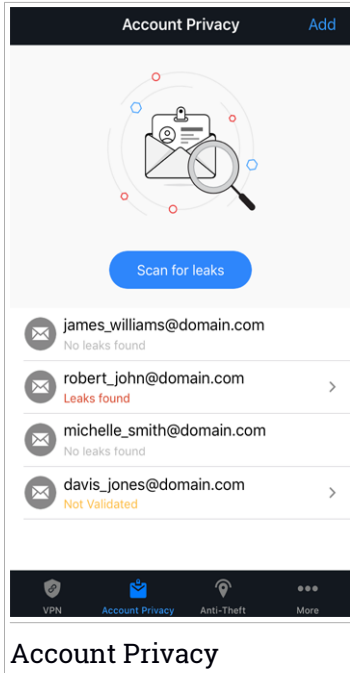 Account Privacy
Add
Scan for leaks
james_williams@domain.com
No leaks found
robert_john@domain.com
Leaks found
michelle_smith@domain.com
No leaks found
davis_jones@domain.com
Not Validated
VPN
Account Privacy
Anti-Theft
More
Account Privacy